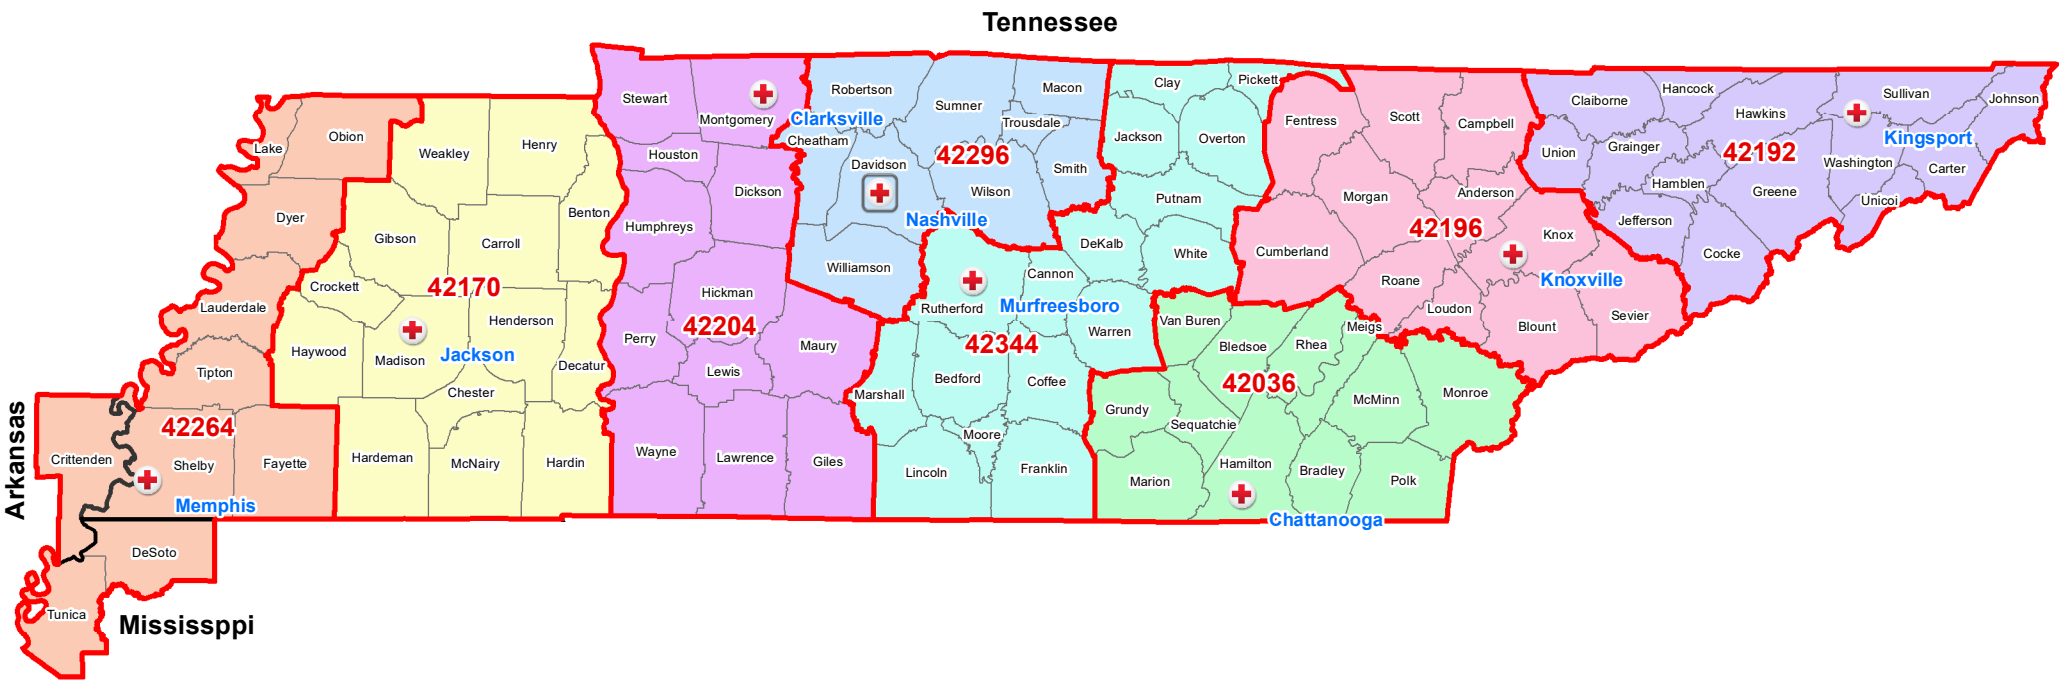 Tennessee
Stewart
Montgomery
Houston
Dickson
Humphreys
Hickman
42204
Perry
Lewis
Maury
Wayne
Lawrence
Giles
Clarksville
Robertson
Sumner
Macon
Trousdale
Cheatham
Davidson
42296
Smith
Wilson
Nashville
Williamson
Clay
Pickett
Jackson
Overton
Putnam
DeKalb
White
Cannon
Rutherford
Murfreesboro
Warren
42344
Bedford
Coffee
Marshall
Moore
Lincoln
Franklin
Fentress
Scott
Campbell
Morgan
Anderson
42196
Knox
Cumberland
Roane
Knoxville
Loudon
Blount
Sevier
Claiborne
Hancock
Hawkins
Sullivan
Johnson
Kingsport
Union
Grainger
42192
Washington
Carter
Hamblen
Greene
Unicoi
Jefferson
Cocke
Van Buren
Bledsoe
Rhea
Meigs
42036
McMinn
Monroe
Grundy
Sequatchie
Marion
Hamilton
Bradley
Polk
Chattanooga
Weakley
Henry
Benton
Gibson
Carroll
Crockett
42170
Henderson
Haywood
Madison
Jackson
Decatur
Chester
Hardeman
McNairy
Hardin
Lake
Obion
Dyer
Lauderdale
Tipton
42264
Crittenden
Shelby
Fayette
Memphis
DeSoto
Tunica
Arkansas
Mississppi